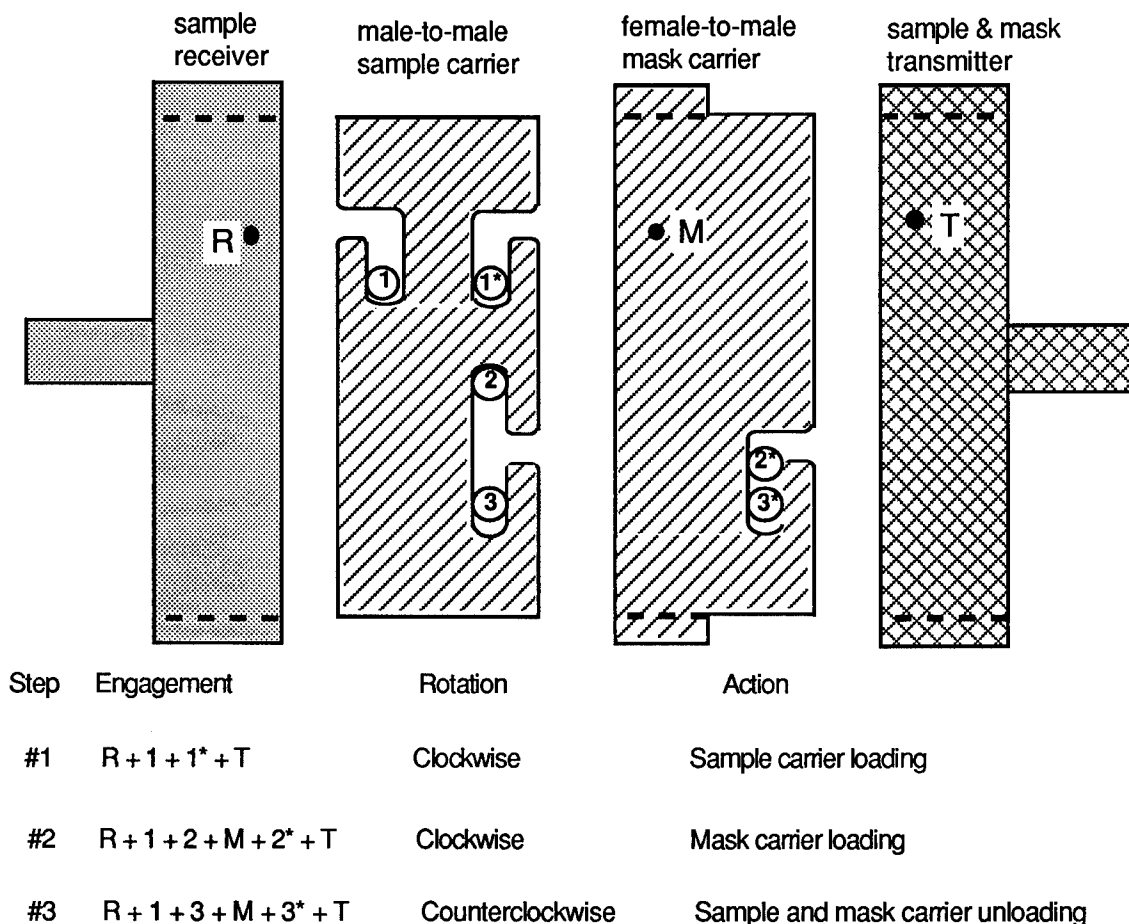 sample receiver
male-to-male sample carrier
female-to-male mask carrier
sample & mask transmitter
R
1
1*
2
3
M
2*
3*
T
Step Engagement Rotation Action
#1 R + 1 + 1* + T Clockwise Sample carrier loading
#2 R + 1 + 2 + M + 2* + T Clockwise Mask carrier loading
#3 R + 1 + 3 + M + 3* + T Counterclockwise Sample and mask carrier unloading